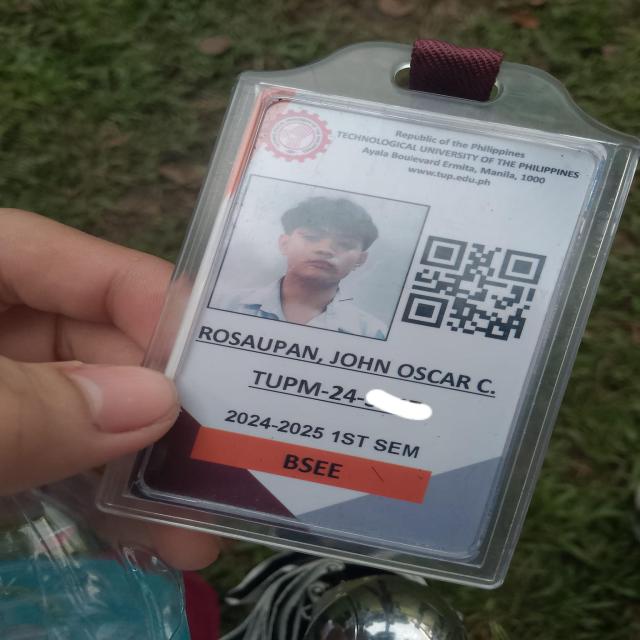 Republic of the Philippines
TECHNOLOGICAL UNIVERSITY OF THE PHILIPPINES
Ayala Boulevard Ermita, Manila, 1000
www.tup.edu.ph
ROSAUPAN, JOHN OSCAR C.
TUPM-24-
2024-2025 1ST SEM
BSEE